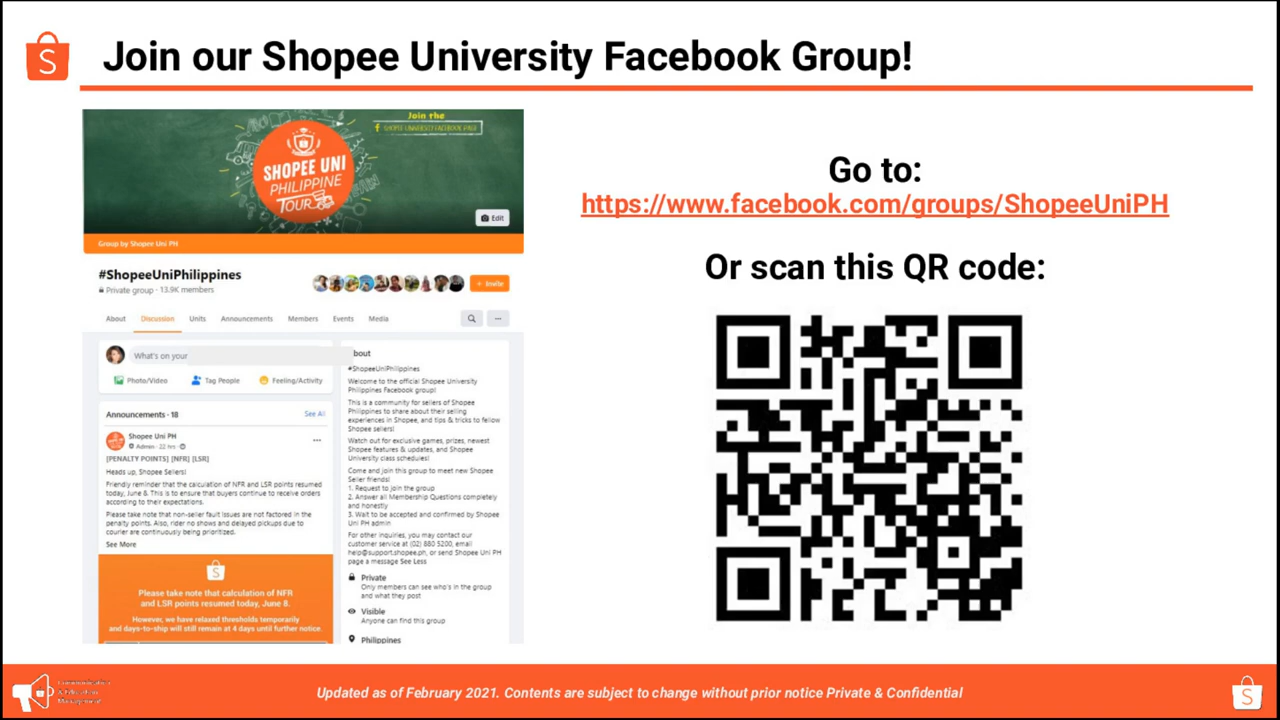 Join our Shopee University Facebook Group!
Join the
SHOPEE UNIVERSITY FACEBOOK PAGE
SHOPEE UNI
PHILIPPINE
TOUR
Edit
Group by Shopee Uni PH
#ShopeeUniPhilippines
Private group · 13.9K members
+ Invite
About Discussion Units Announcements Members Events Media
What's on your
Photo/Video Tag People Feeling/Activity
Announcements · 18 See All
Shopee Uni PH
Admin · 22 hrs ·
[PENALTY POINTS] [NFR] [LSR]
Heads up, Shopee Sellers!
Friendly reminder that the calculation of NFR and LSR points resumed
today, June 8. This is to ensure that buyers continue to receive orders
according to their expectations.
Please take note that non-seller fault issues are not factored in the
penalty points. Also, rider no shows and delayed pickups due to
courier are continuously being prioritized.
See More
Please take note that calculation of NFR
and LSR points resumed today, June 8.
However, we have relaxed thresholds temporarily
and days-to-ship will still remain at 4 days until further notice.
bout
#ShopeeUniPhilippines
Welcome to the official Shopee University
Philippines Facebook group!
This is a community for sellers of Shopee
Philippines to share about their selling
experiences in Shopee, and tips & tricks to fellow
Shopee sellers!
Watch out for exclusive games, prizes, newest
Shopee features & updates, and Shopee
University class schedules!
Come and join this group to meet new Shopee
Seller friends!
1. Request to join the group
2. Answer all Membership Questions completely
and honestly
3. Wait to be accepted and confirmed by Shopee
Uni PH admin
For other inquiries, you may contact our
customer service at (02) 880 5200, email
help@support.shopee.ph, or send Shopee Uni PH
page a message See Less
Private
Only members can see who's in the group
and what they post
Visible
Anyone can find this group
Philippines
Go to:
https://www.facebook.com/groups/ShopeeUniPH
Or scan this QR code:
& Education
Management
Updated as of February 2021. Contents are subject to change without prior notice Private & Confidential